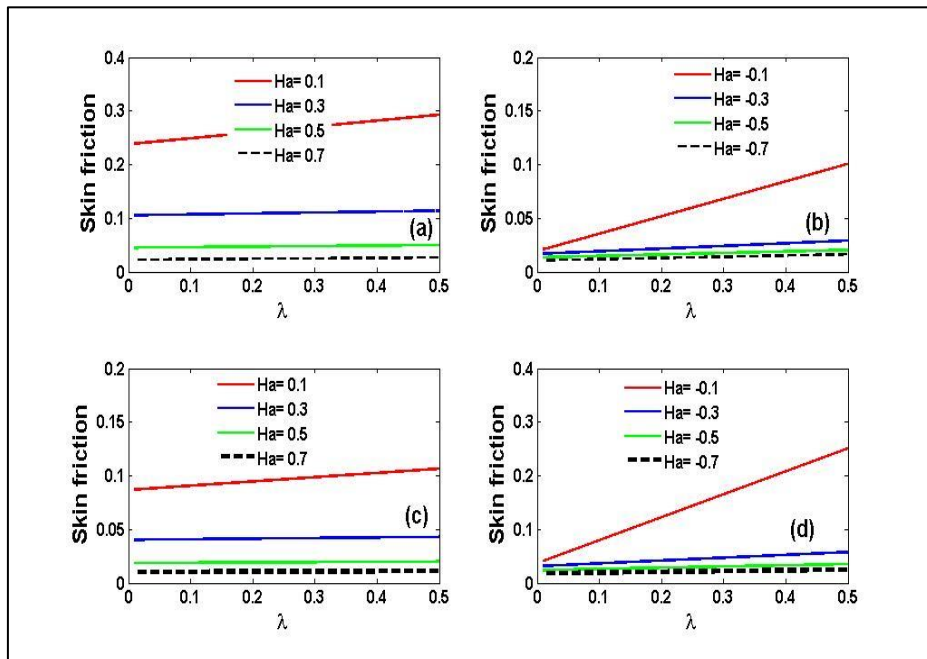 0.4
0.3
0.2
0.1
0
Skin friction
Ha= 0.1
Ha= 0.3
Ha= 0.5
Ha= 0.7
(a)
0 0.1 0.2 0.3 0.4 0.5
λ
0.2
0.15
0.1
0.05
0
Skin friction
Ha= -0.1
Ha= -0.3
Ha= -0.5
Ha= -0.7
(b)
0 0.1 0.2 0.3 0.4 0.5
λ
0.2
0.15
0.1
0.05
0
Skin friction
Ha= 0.1
Ha= 0.3
Ha= 0.5
Ha= 0.7
(c)
0 0.1 0.2 0.3 0.4 0.5
λ
0.4
0.3
0.2
0.1
0
Skin friction
Ha= -0.1
Ha= -0.3
Ha= -0.5
Ha= -0.7
(d)
0 0.1 0.2 0.3 0.4 0.5
λ